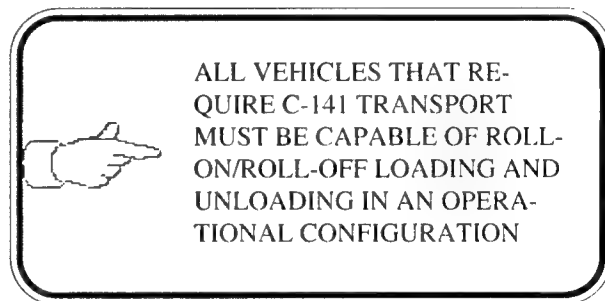 ALL VEHICLES THAT RE-
QUIRE C-141 TRANSPORT
MUST BE CAPABLE OF ROLL-
ON/ROLL-OFF LOADING AND
UNLOADING IN AN OPERA-
TIONAL CONFIGURATION